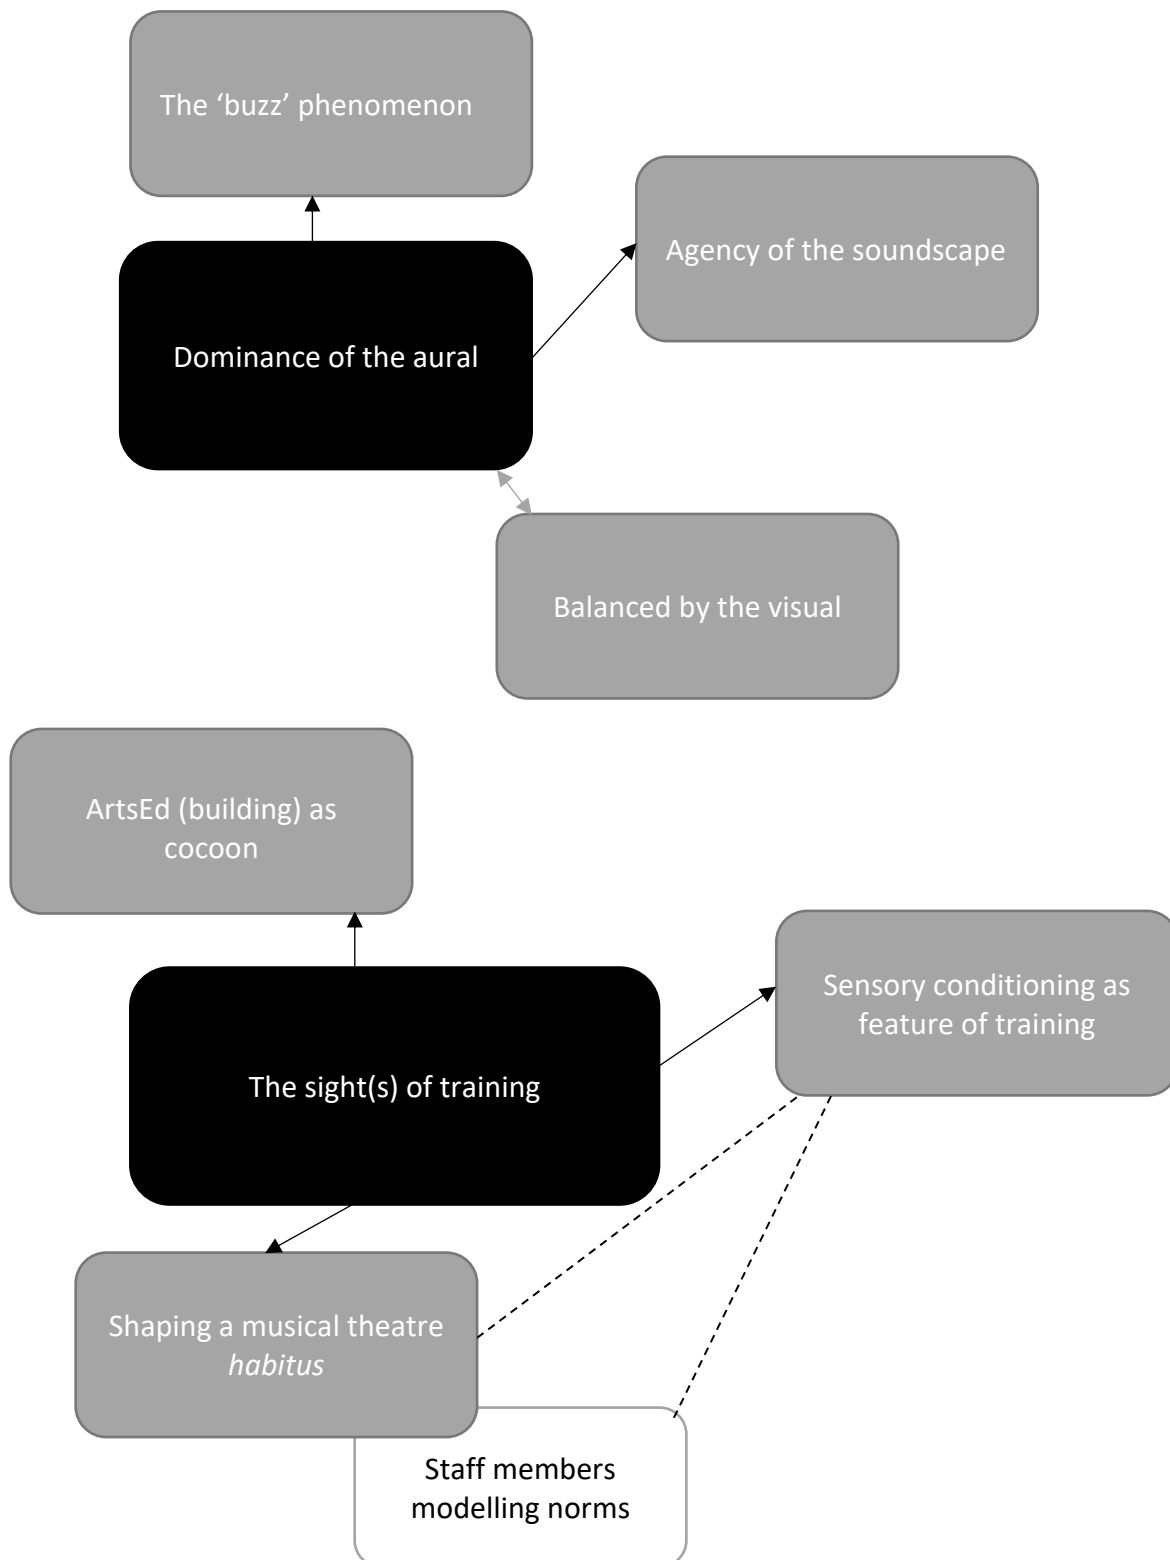 The ‘buzz’ phenomenon
Agency of the soundscape
Dominance of the aural
Balanced by the visual
ArtsEd (building) as
cocoon
Sensory conditioning as
feature of training
The sight(s) of training
Shaping a musical theatre
habitus
Staff members
modelling norms